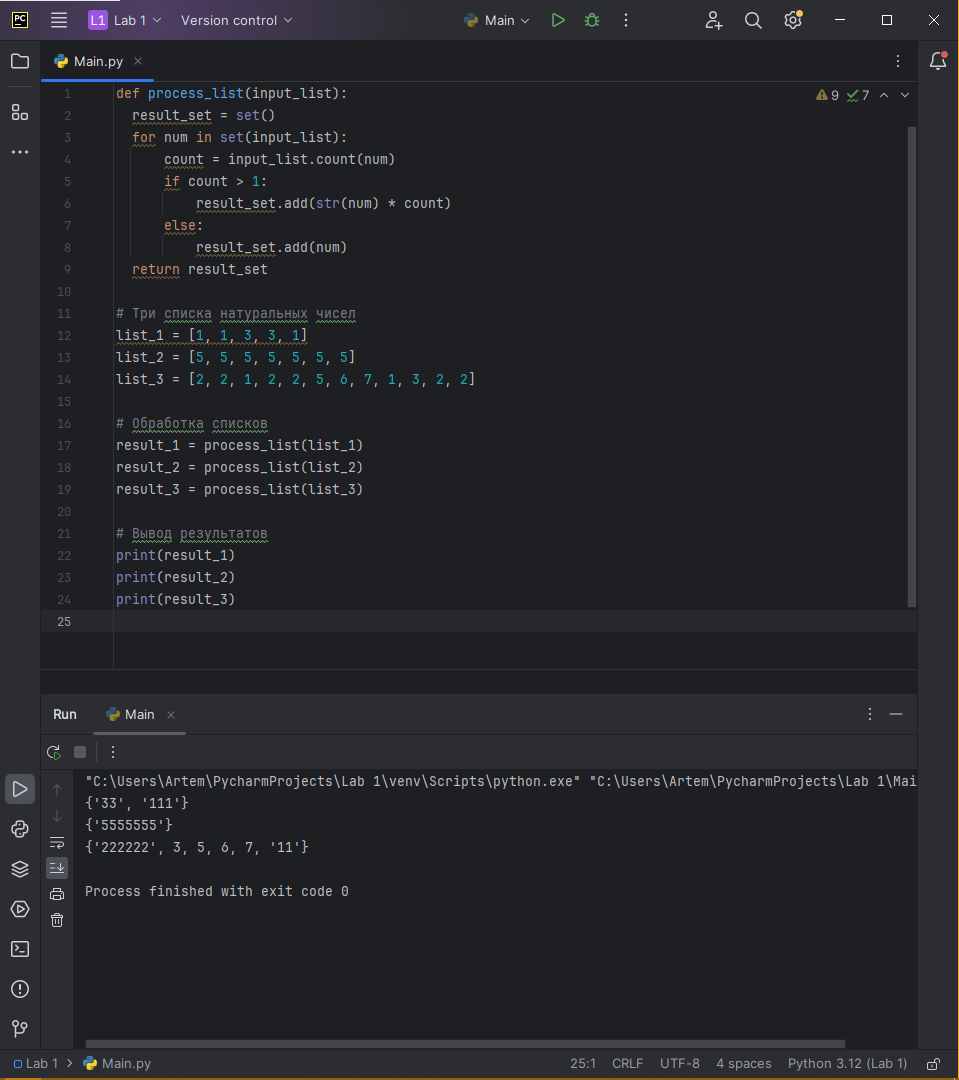 PC L1 Lab 1 Version control Main
Main.py
9 7
1 def process_list(input_list):
2 result_set = set()
3 for num in set(input_list):
4 count = input_list.count(num)
5 if count > 1:
6 result_set.add(str(num) * count)
7 else:
8 result_set.add(num)
9 return result_set
10
11 # Три списка натуральных чисел
12 list_1 = [1, 1, 3, 3, 1]
13 list_2 = [5, 5, 5, 5, 5, 5, 5]
14 list_3 = [2, 2, 1, 2, 2, 5, 6, 7, 1, 3, 2, 2]
15
16 # Обработка списков
17 result_1 = process_list(list_1)
18 result_2 = process_list(list_2)
19 result_3 = process_list(list_3)
20
21 # Вывод результатов
22 print(result_1)
23 print(result_2)
24 print(result_3)
25
Run Main
"C:\Users\Artem\PycharmProjects\Lab 1\venv\Scripts\python.exe" "C:\Users\Artem\PycharmProjects\Lab 1\Mai
{'33', '111'}
{'5555555'}
{'222222', 3, 5, 6, 7, '11'}
Process finished with exit code 0
Lab 1 Main.py 25:1 CRLF UTF-8 4 spaces Python 3.12 (Lab 1)